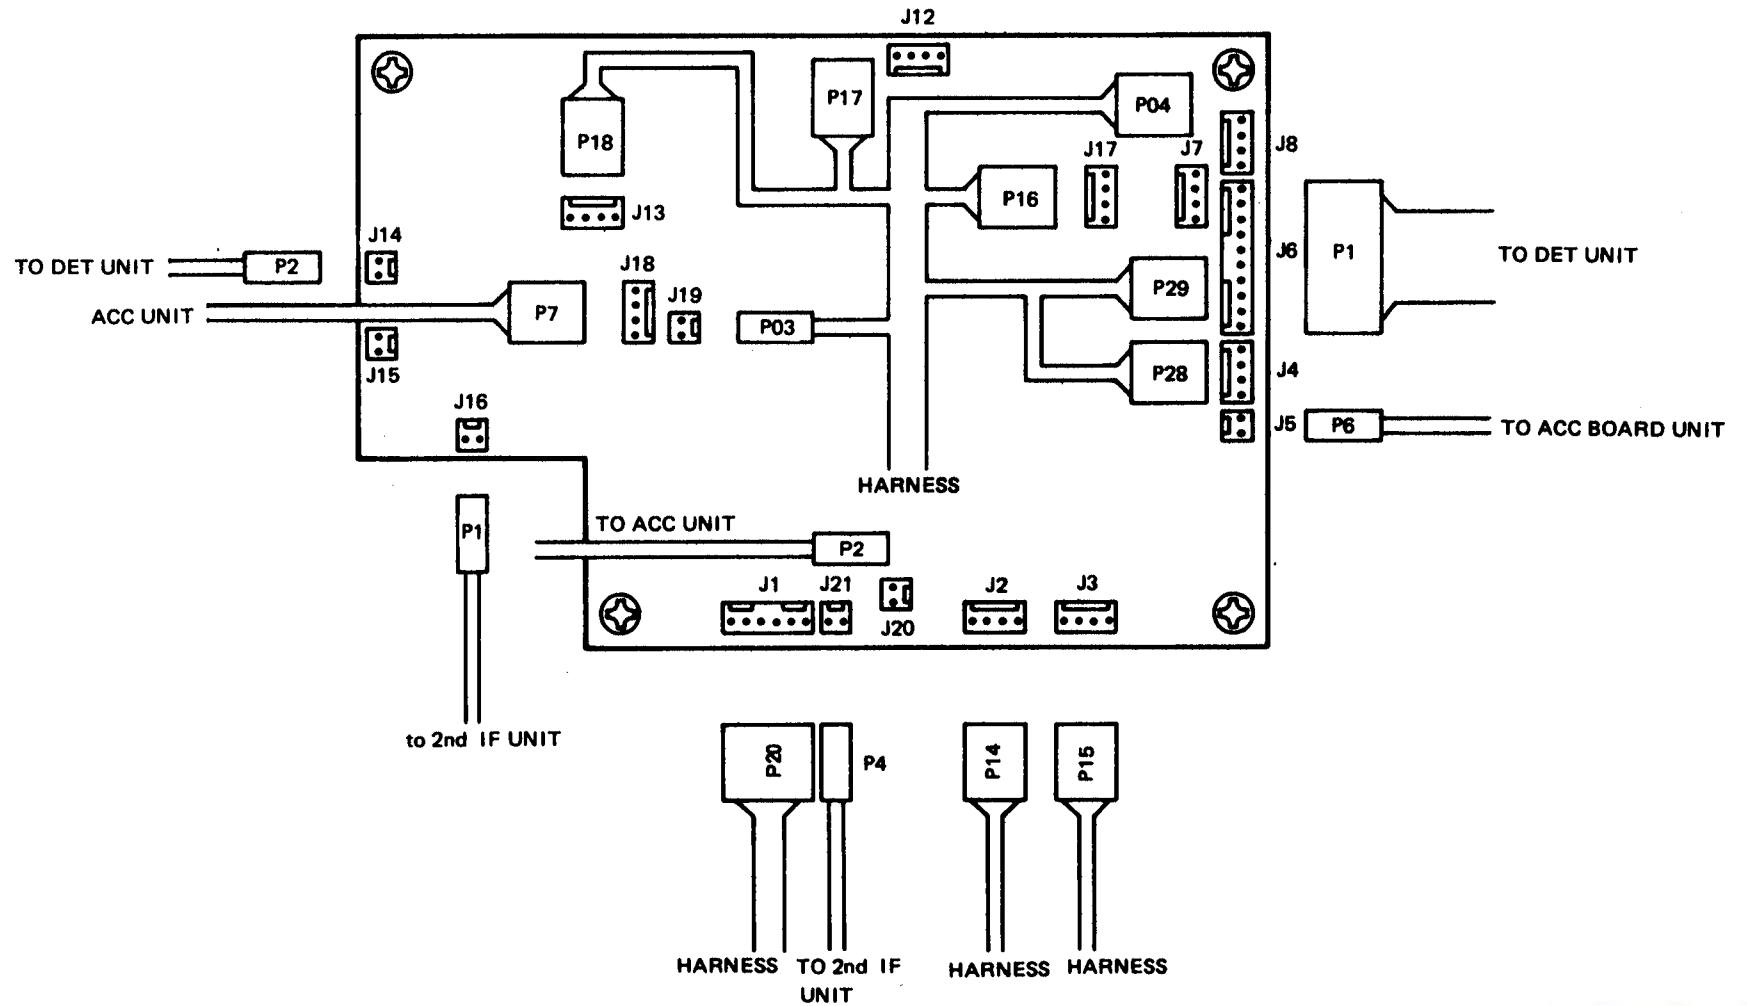 J12
P17
P04
P18
J17
J7
J8
P16
J13
J14
TO DET UNIT
P2
J18
J6
P1
TO DET UNIT
ACC UNIT
P7
J19
P03
P29
J15
P28
J4
J16
J5
P6
TO ACC BOARD UNIT
HARNESS
P1
TO ACC UNIT
P2
J1
J21
J20
J2
J3
to 2nd IF UNIT
P20
P4
P14
P15
HARNESS
TO 2nd IF
UNIT
HARNESS
HARNESS